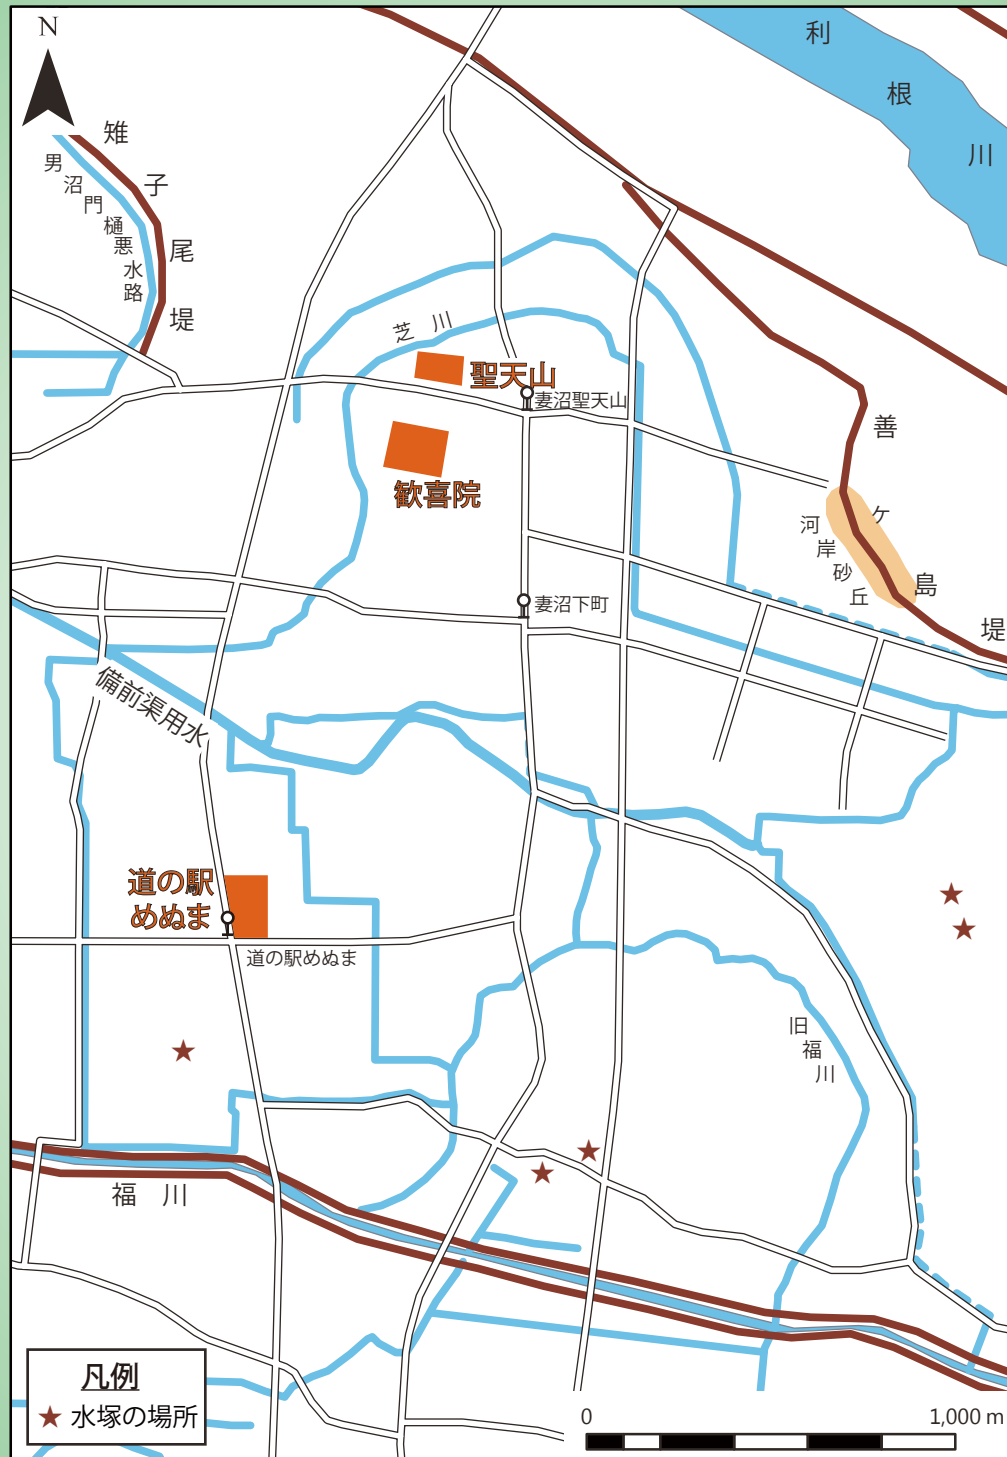 N
利根川
雉子尾堤
男沼門樋悪水路
芝川
聖天山
妻沼聖天山
歓喜院
善ケ島堤
河岸砂丘
妻沼下町
備前渠用水
道の駅
めぬま
道の駅めぬま
旧福川
福川
凡例
★ 水塚の場所
0 1,000 m